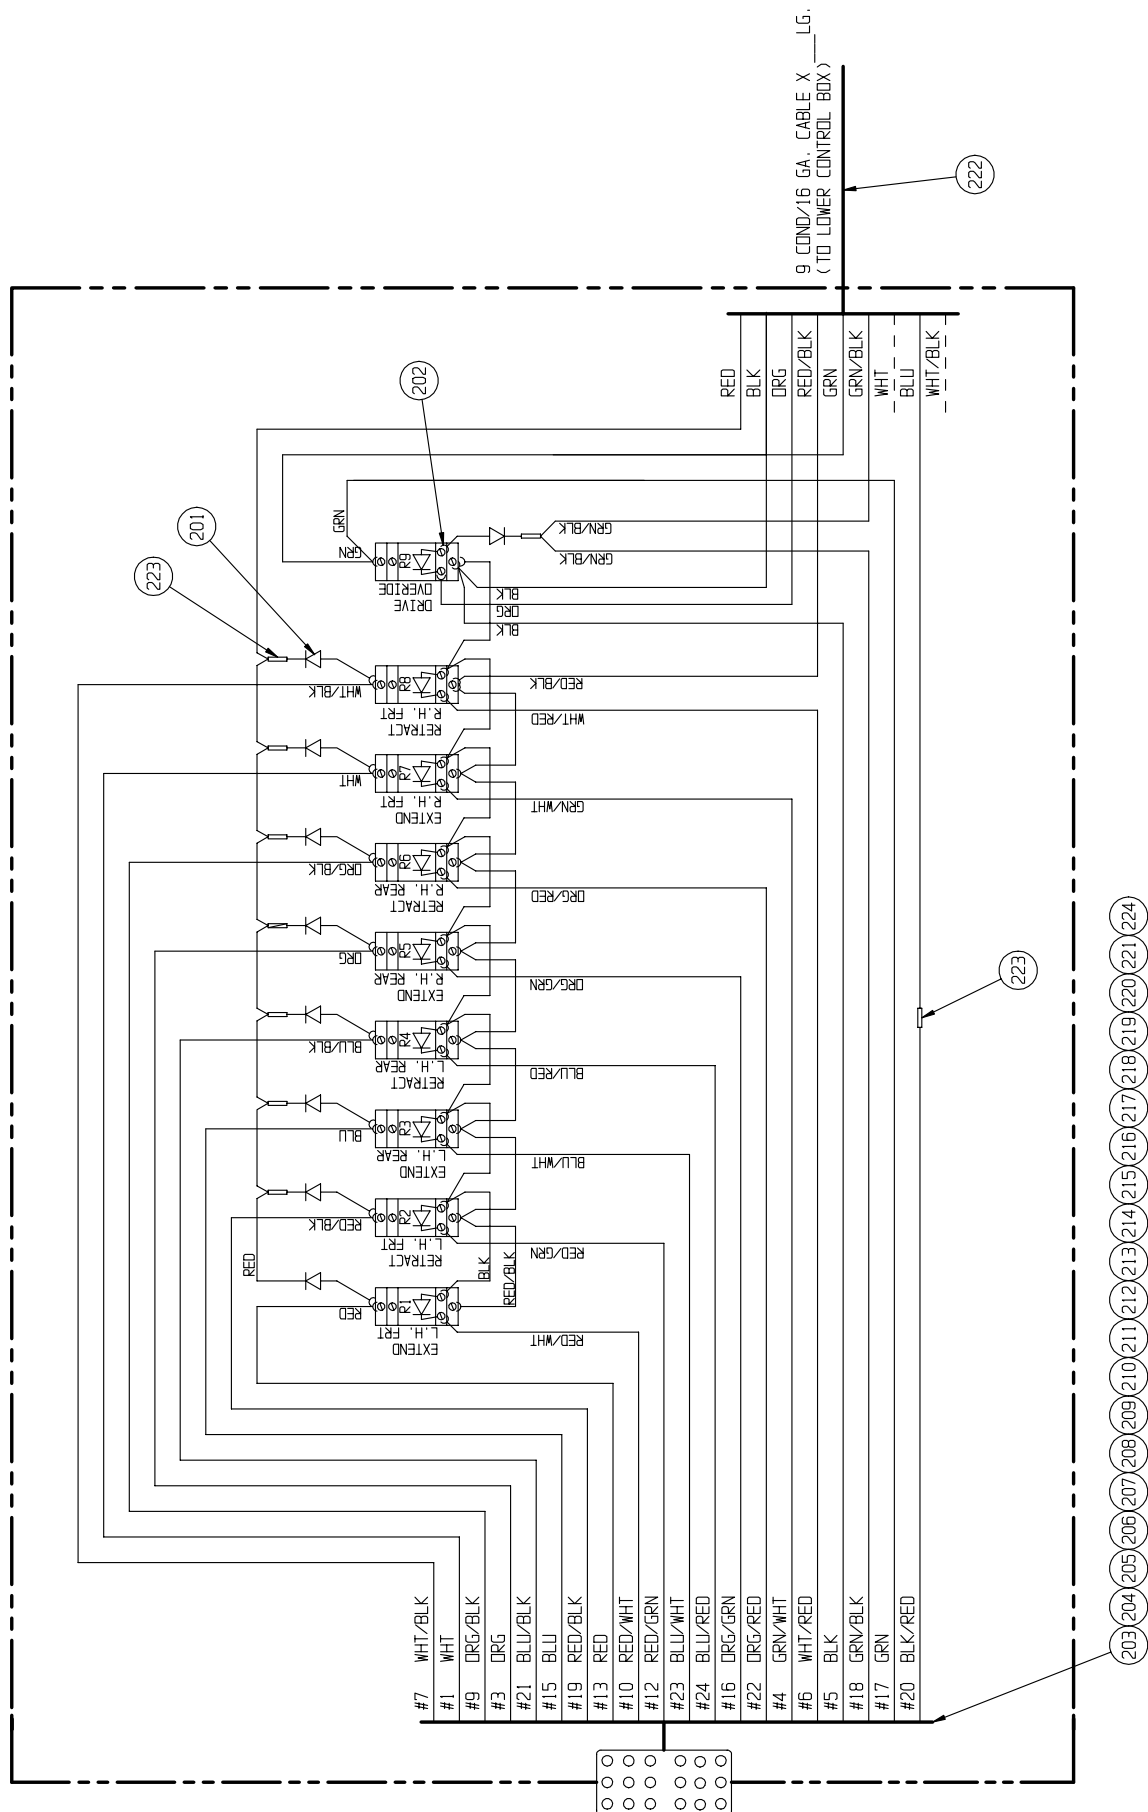 9 COND/16 GA. CABLE X ___ LG.
(TO LOWER CONTROL BOX)
222
RED
BLK
ORG
RED/BLK
GRN
GRN/BLK
WHT
BLU
WHT/BLK
202
201
223
GRN
GRN
R9
DRIVE
OVERIDE
GRN/BLK
GRN/BLK
BLK
ORG
BLK
WHT/BLK
R8
R.H. FRT
RETRACT
RED/BLK
WHT/RED
WHT
R7
R.H. FRT
EXTEND
GRN/WHT
ORG/BLK
R6
R.H. REAR
RETRACT
ORG/RED
ORG
R5
R.H. REAR
EXTEND
ORG/GRN
BLU/BLK
R4
L.H. REAR
RETRACT
BLU/RED
BLU
R3
L.H. REAR
EXTEND
BLU/WHT
RED/BLK
R2
L.H. FRT
RETRACT
RED/GRN
RED
RED
R1
L.H. FRT
EXTEND
BLK
RED/BLK
RED/WHT
223
#7 WHT/BLK
#1 WHT
#9 ORG/BLK
#3 ORG
#21 BLU/BLK
#15 BLU
#19 RED/BLK
#13 RED
#10 RED/WHT
#12 RED/GRN
#23 BLU/WHT
#24 BLU/RED
#16 ORG/GRN
#22 ORG/RED
#4 GRN/WHT
#6 WHT/RED
#5 BLK
#18 GRN/BLK
#17 GRN
#20 BLK/RED
203 204 205 206 207 208 209 210 211 212 213 214 215 216 217 218 219 220 221 224